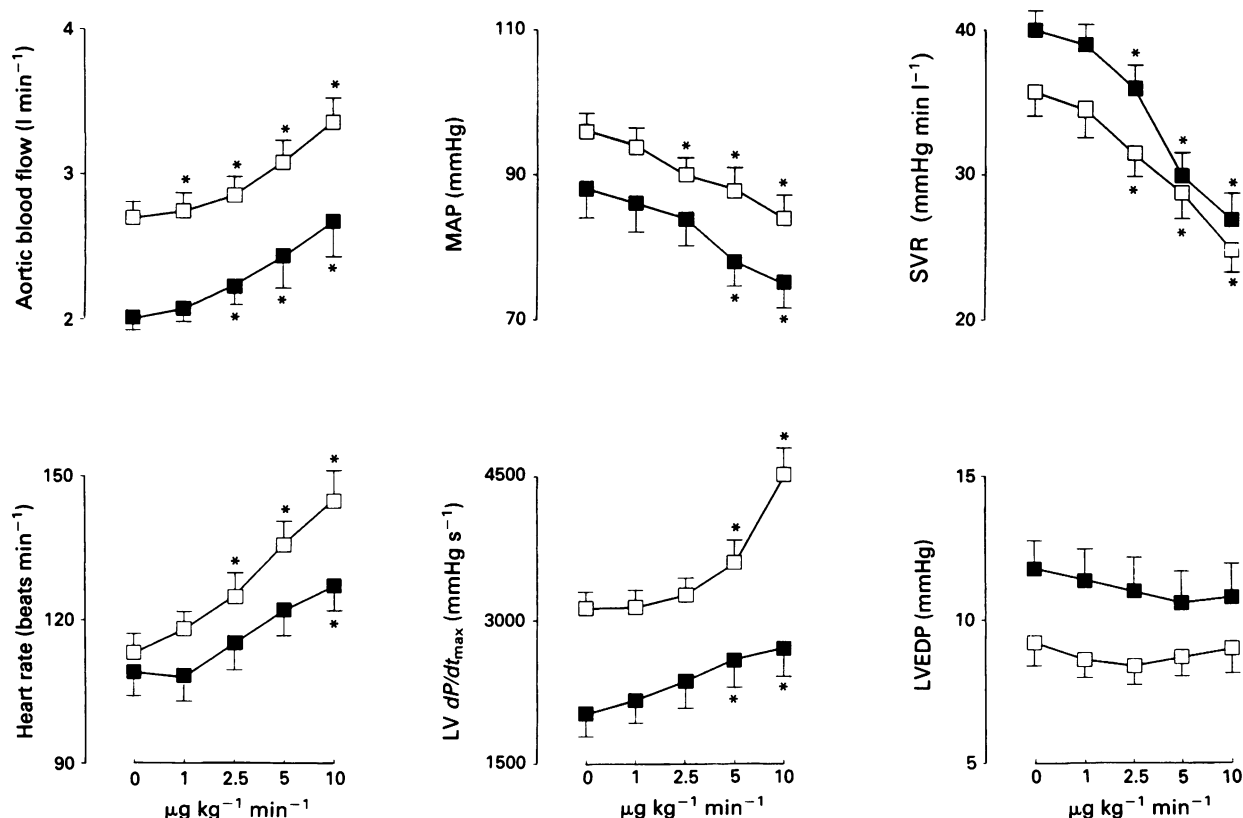 Aortic blood flow (l min⁻¹)
4
3
2
* * * *
* * *
MAP (mmHg)
110
90
70
* * *
* *
SVR (mmHg min l⁻¹)
40
30
20
* * *
* * *
Heart rate (beats min⁻¹)
150
120
90
* * *
*
0 1 2.5 5 10
μg kg⁻¹ min⁻¹
LV dP/dtmax (mmHg s⁻¹)
4500
3000
1500
* *
* *
0 1 2.5 5 10
μg kg⁻¹ min⁻¹
LVEDP (mmHg)
15
10
5
0 1 2.5 5 10
μg kg⁻¹ min⁻¹